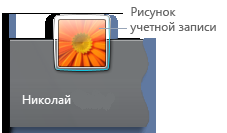 Рисунок
учетной записи
Николай